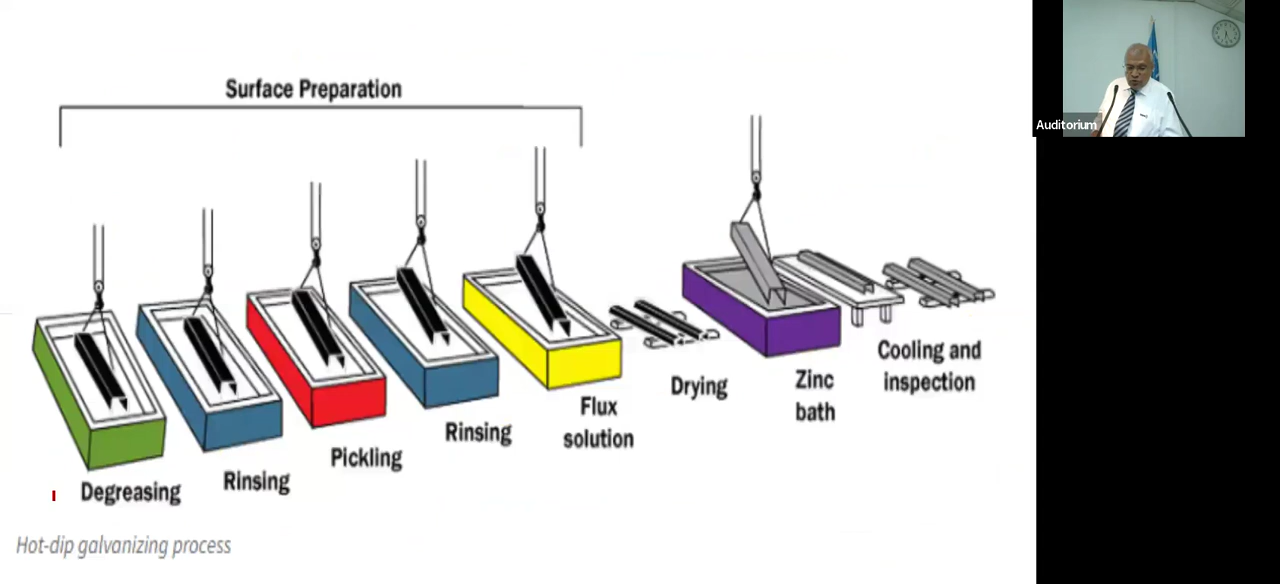 Surface Preparation
Auditorium
Degreasing
Rinsing
Pickling
Rinsing
Flux
solution
Drying
Zinc
bath
Cooling and
inspection
Hot-dip galvanizing process